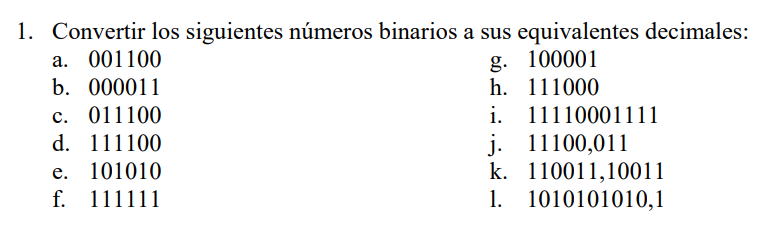 1. Convertir los siguientes números binarios a sus equivalentes decimales:
a. 001100
b. 000011
c. 011100
d. 111100
e. 101010
f. 111111
g. 100001
h. 111000
i. 11110001111
j. 11100,011
k. 110011,10011
l. 1010101010,1